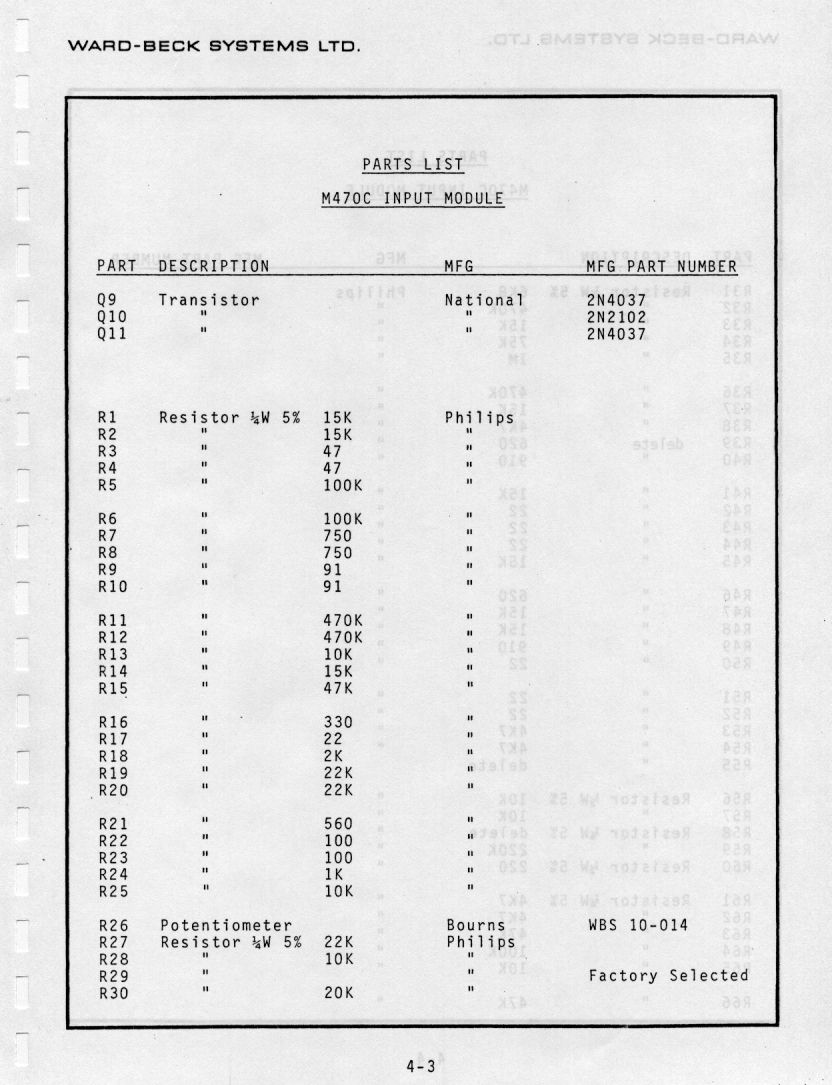 WARD-BECK SYSTEMS LTD.
PARTS LIST
M470C INPUT MODULE
PART DESCRIPTION MFG MFG PART NUMBER
Q9 Transistor National 2N4037
Q10 " " 2N2102
Q11 " " 2N4037
R1 Resistor ¼W 5% 15K Philips
R2 " 15K "
R3 " 47 "
R4 " 47 "
R5 " 100K "
R6 " 100K "
R7 " 750 "
R8 " 750 "
R9 " 91 "
R10 " 91 "
R11 " 470K "
R12 " 470K "
R13 " 10K "
R14 " 15K "
R15 " 47K "
R16 " 330 "
R17 " 22 "
R18 " 2K "
R19 " 22K "
R20 " 22K "
R21 " 560 "
R22 " 100 "
R23 " 100 "
R24 " 1K "
R25 " 10K "
R26 Potentiometer Bourns WBS 10-014
R27 Resistor ¼W 5% 22K Philips
R28 " 10K "
R29 " " Factory Selected
R30 " 20K "
4-3